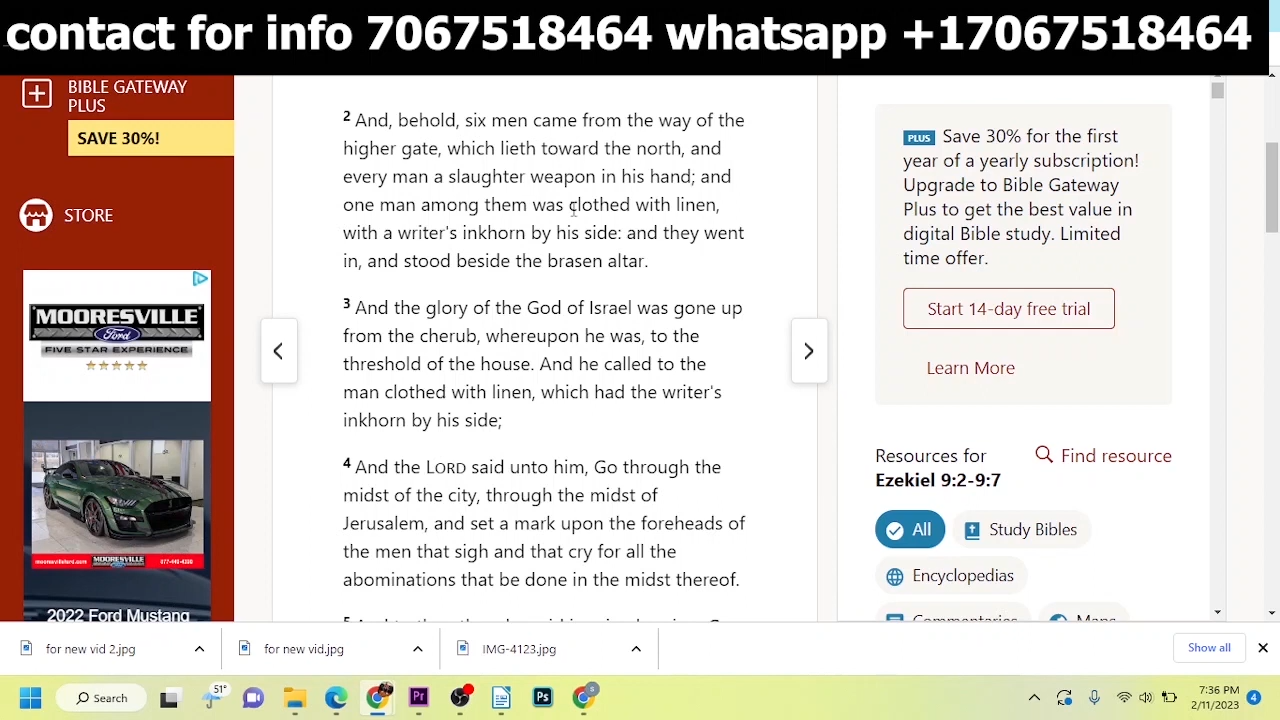 contact for info 7067518464 whatsapp +17067518464
BIBLE GATEWAY
PLUS
SAVE 30%!
STORE
MOORESVILLE
Ford
FIVE STAR EXPERIENCE
mooresvilleford.com
MOORESVILLE
Ford
2022 Ford Mustang
2 And, behold, six men came from the way of the
higher gate, which lieth toward the north, and
every man a slaughter weapon in his hand; and
one man among them was clothed with linen,
with a writer's inkhorn by his side: and they went
in, and stood beside the brasen altar.
3 And the glory of the God of Israel was gone up
from the cherub, whereupon he was, to the
threshold of the house. And he called to the
man clothed with linen, which had the writer's
inkhorn by his side;
4 And the LORD said unto him, Go through the
midst of the city, through the midst of
Jerusalem, and set a mark upon the foreheads of
the men that sigh and that cry for all the
abominations that be done in the midst thereof.
PLUS Save 30% for the first
year of a yearly subscription!
Upgrade to Bible Gateway
Plus to get the best value in
digital Bible study. Limited
time offer.
Start 14-day free trial
Learn More
Resources for
Ezekiel 9:2-9:7
Find resource
All
Study Bibles
Encyclopedias
Commentaries
Maps
for new vid 2.jpg
for new vid.jpg
IMG-4123.jpg
Show all
Search
51°
Pr
Ps
S
7:36 PM
2/11/2023
4